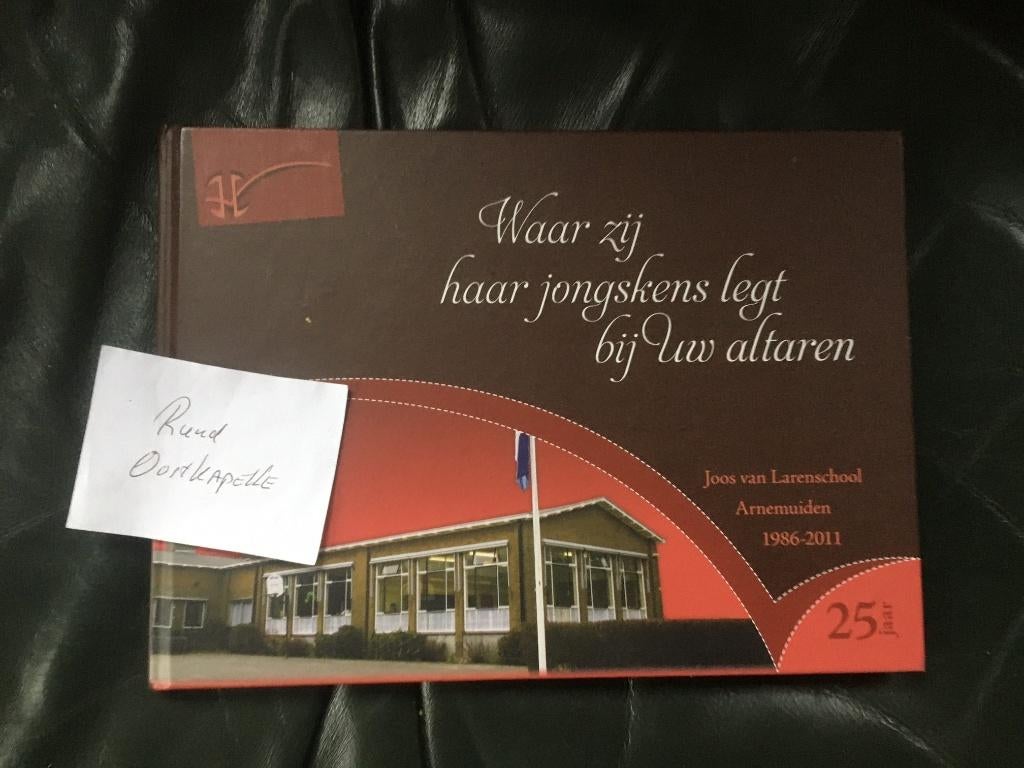 Waar zij
haar jongskens legt
bij Uw altaren
Ruud
Oostkapelle
Joos van Larenschool
Arnemuiden
1986-2011
25 jaar